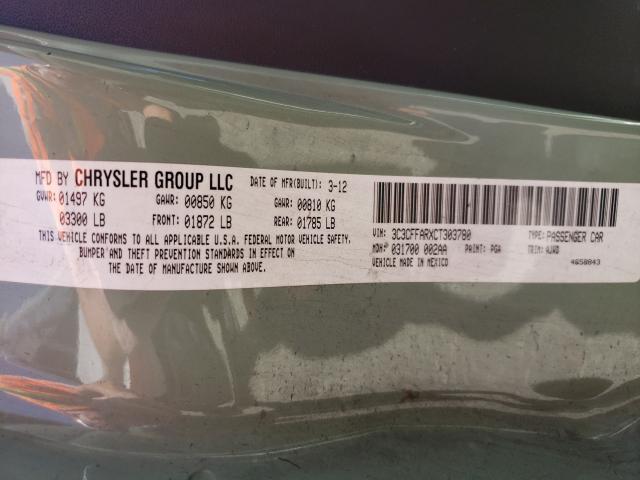 MFD BY CHRYSLER GROUP LLC DATE OF MFR(BUILT): 3-12
GVWR: 01497 KG GAWR: 00850 KG GAWR: 00810 KG
03300 LB FRONT: 01872 LB REAR: 01785 LB
THIS VEHICLE CONFORMS TO ALL APPLICABLE U.S.A. FEDERAL MOTOR VEHICLE SAFETY,
BUMPER AND THEFT PREVENTION STANDARDS IN EFFECT ON
THE DATE OF MANUFACTURE SHOWN ABOVE.
VIN: 3C3CFFARXCT303780 TYPE: PASSENGER CAR
MDH: 031700 002AA PAINT: PGA TRIM: AJX8
VEHICLE MADE IN MEXICO 4658843